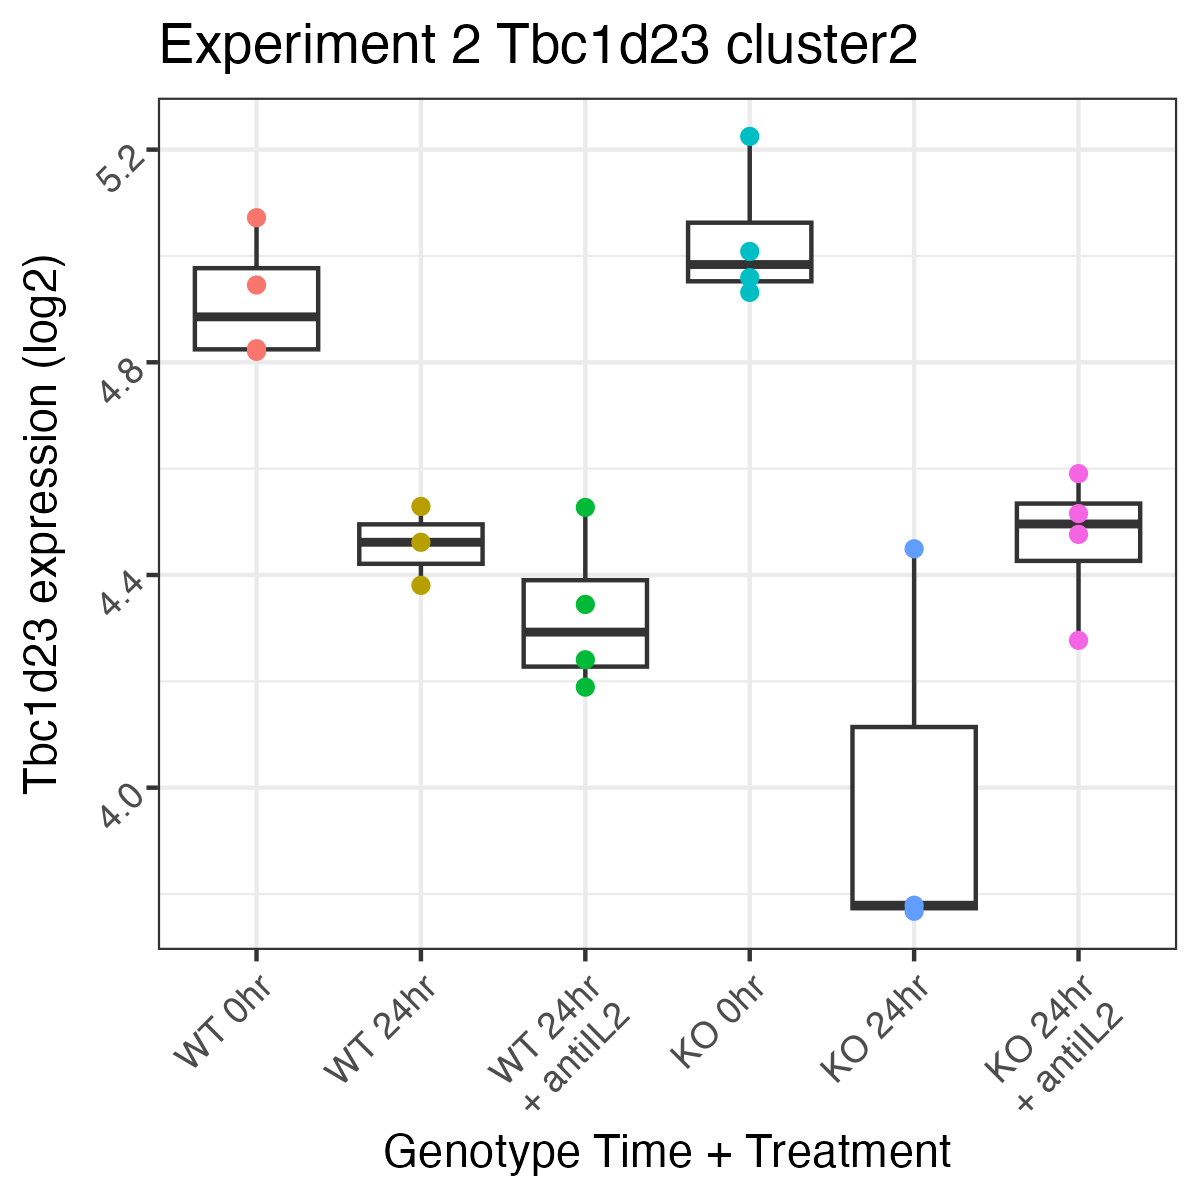 Experiment 2 Tbc1d23 cluster2
Tbc1d23 expression (log2)
5.2
4.8
4.4
4.0
WT 0hr
WT 24hr
WT 24hr
+ antiIL2
KO 0hr
KO 24hr
KO 24hr
+ antiIL2
Genotype Time + Treatment